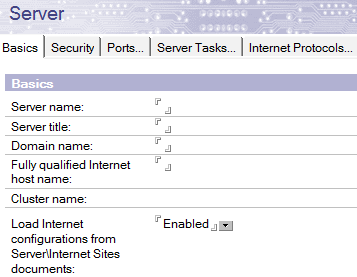 Server
Basics Security Ports... Server Tasks... Internet Protocols...
Basics
Server name:
Server title:
Domain name:
Fully qualified Internet
host name:
Cluster name:
Load Internet Enabled
configurations from
Server\Internet Sites
documents: